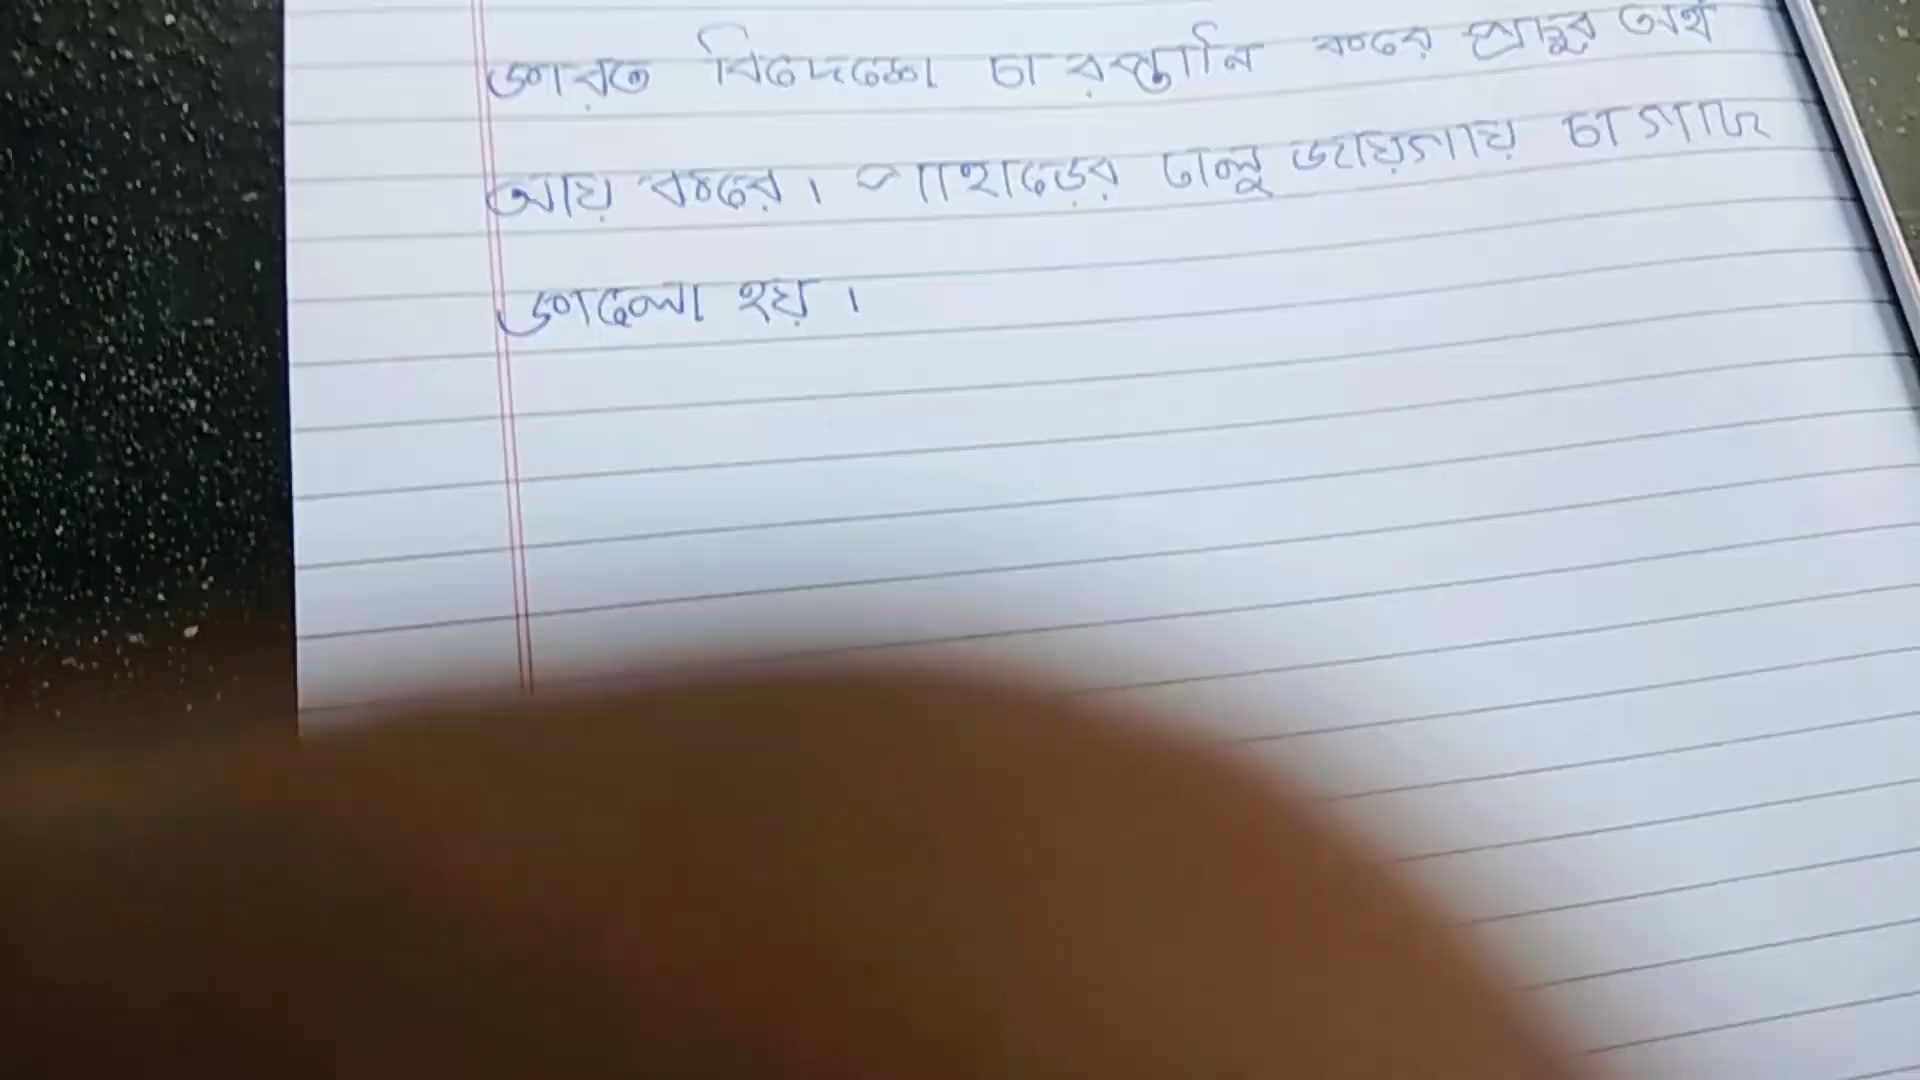 ভারত বিদেশে চা রপ্তানি করে প্রচুর অর্থ
আয় করে। পাহাড়ের ঢালু জায়গায় চা গাছ
ভালো হয়।